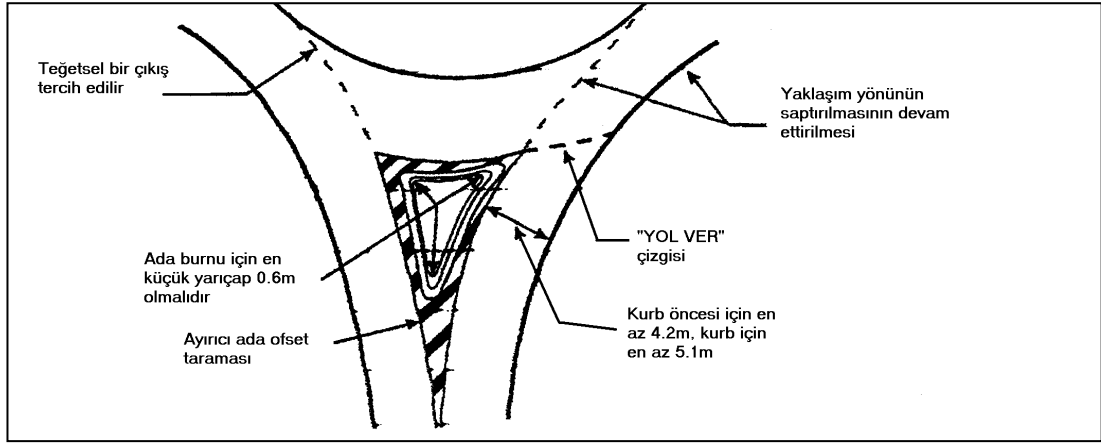 Teğetsel bir çıkış
tercih edilir
Yaklaşım yönünün
saptırılmasının devam
ettirilmesi
Ada burnu için en
küçük yarıçap 0.6m
olmalıdır
"YOL VER"
çizgisi
Ayırıcı ada ofset
taraması
Kurb öncesi için en
az 4.2m, kurb için
en az 5.1m